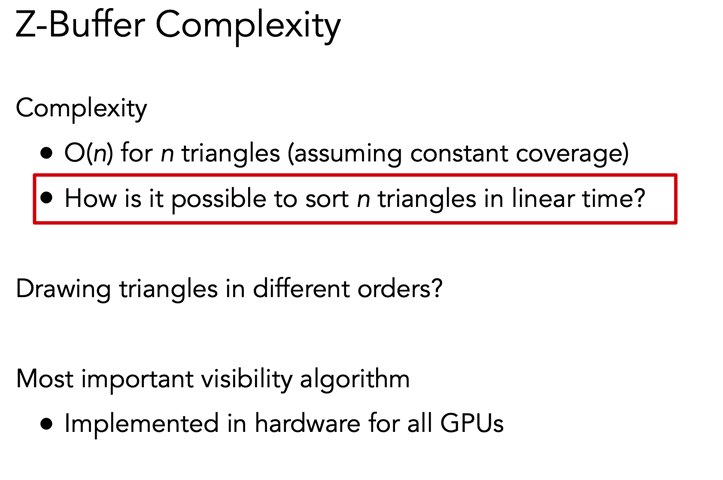 Z-Buffer Complexity
Complexity
• O(n) for n triangles (assuming constant coverage)
• How is it possible to sort n triangles in linear time?
Drawing triangles in different orders?
Most important visibility algorithm
• Implemented in hardware for all GPUs